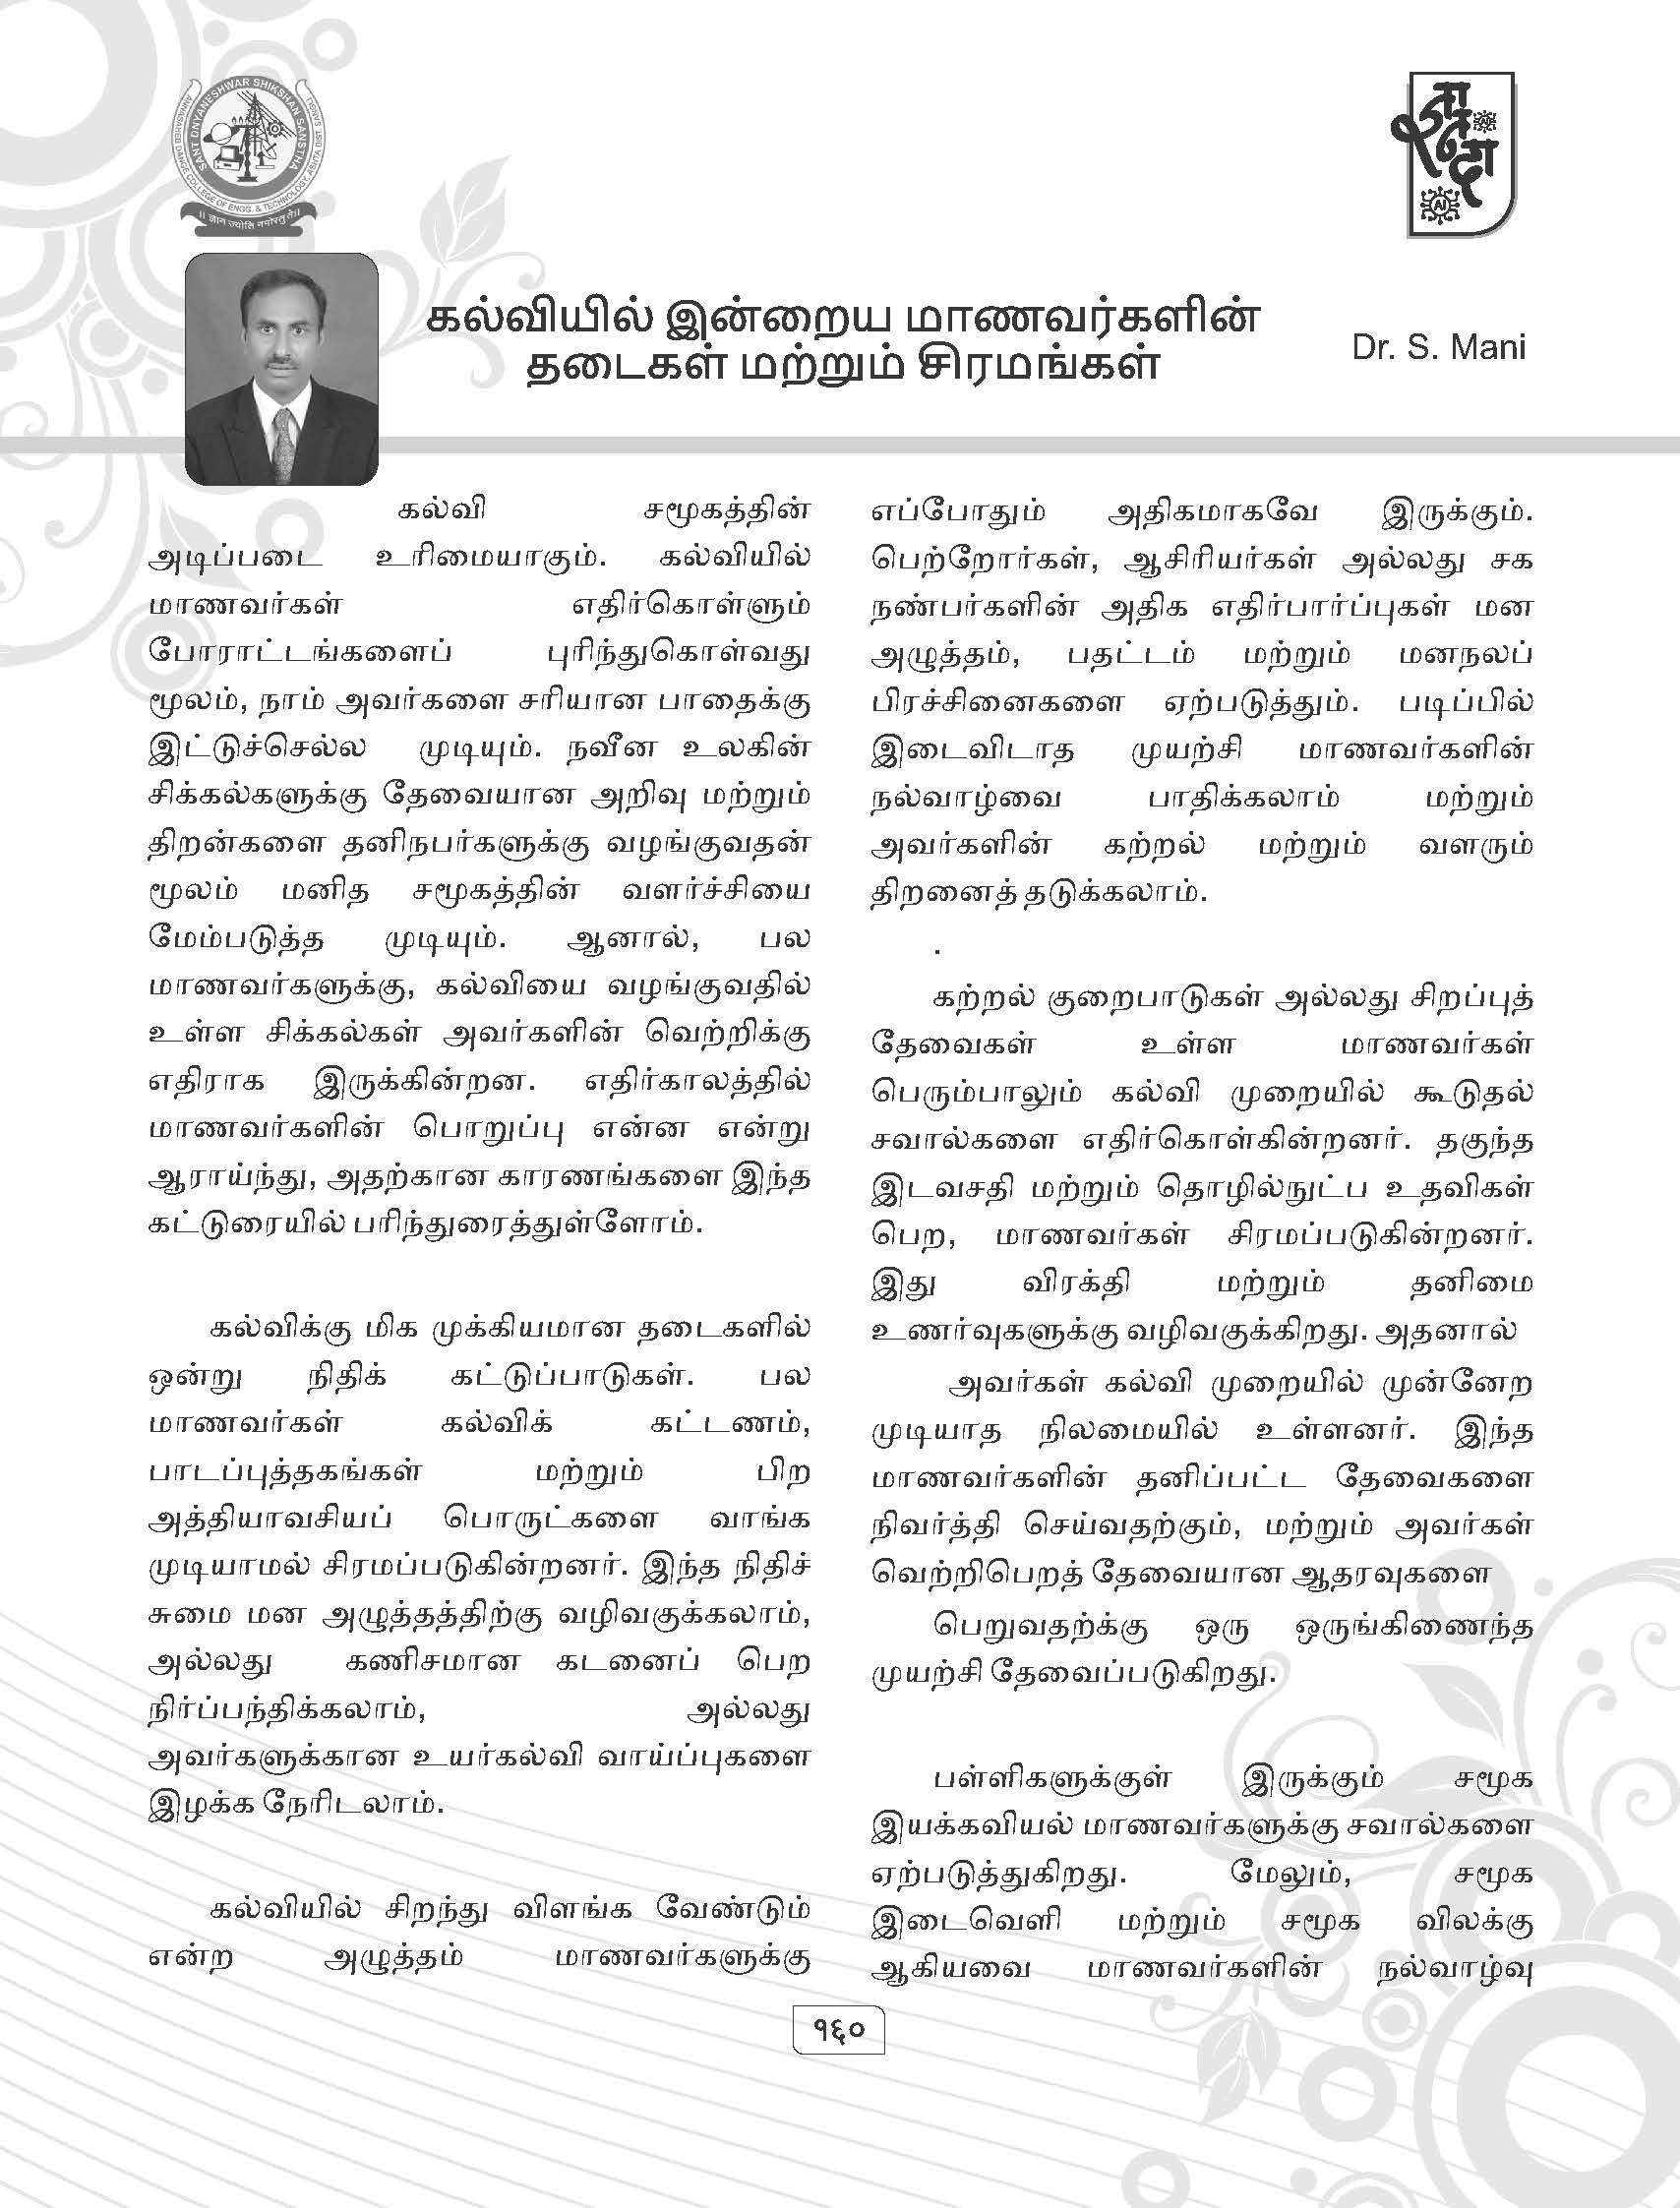 SANT DNYANESHWAR SHIKSHAN SANSTHA
ANNASAHEB DANGE COLLEGE OF ENGG. & TECHNOLOGY, ASHTA DIST. SANGLI
AI
AI
கல்வியில் இன்றைய மாணவர்களின்
தடைகள் மற்றும் சிரமங்கள்
Dr. S. Mani
கல்வி சமூகத்தின்
அடிப்படை உரிமையாகும். கல்வியில்
மாணவர்கள் எதிர்கொள்ளும்
போராட்டங்களைப் புரிந்துகொள்வது
மூலம், நாம் அவர்களை சரியான பாதைக்கு
இட்டுச்செல்ல முடியும். நவீன உலகின்
சிக்கல்களுக்கு தேவையான அறிவு மற்றும்
திறன்களை தனிநபர்களுக்கு வழங்குவதன்
மூலம் மனித சமூகத்தின் வளர்ச்சியை
மேம்படுத்த முடியும். ஆனால், பல
மாணவர்களுக்கு, கல்வியை வழங்குவதில்
உள்ள சிக்கல்கள் அவர்களின் வெற்றிக்கு
எதிராக இருக்கின்றன. எதிர்காலத்தில்
மாணவர்களின் பொறுப்பு என்ன என்று
ஆராய்ந்து, அதற்கான காரணங்களை இந்த
கட்டுரையில் பரிந்துரைத்துள்ளோம்.
கல்விக்கு மிக முக்கியமான தடைகளில்
ஒன்று நிதிக் கட்டுப்பாடுகள். பல
மாணவர்கள் கல்விக் கட்டணம்,
பாடப்புத்தகங்கள் மற்றும் பிற
அத்தியாவசியப் பொருட்களை வாங்க
முடியாமல் சிரமப்படுகின்றனர். இந்த நிதிச்
சுமை மன அழுத்தத்திற்கு வழிவகுக்கலாம்,
அல்லது கணிசமான கடனைப் பெற
நிர்ப்பந்திக்கலாம், அல்லது
அவர்களுக்கான உயர்கல்வி வாய்ப்புகளை
இழக்க நேரிடலாம்.
கல்வியில் சிறந்து விளங்க வேண்டும்
என்ற அழுத்தம் மாணவர்களுக்கு
எப்போதும் அதிகமாகவே இருக்கும்.
பெற்றோர்கள், ஆசிரியர்கள் அல்லது சக
நண்பர்களின் அதிக எதிர்பார்ப்புகள் மன
அழுத்தம், பதட்டம் மற்றும் மனநலப்
பிரச்சினைகளை ஏற்படுத்தும். படிப்பில்
இடைவிடாத முயற்சி மாணவர்களின்
நல்வாழ்வை பாதிக்கலாம் மற்றும்
அவர்களின் கற்றல் மற்றும் வளரும்
திறனைத் தடுக்கலாம்.
.
கற்றல் குறைபாடுகள் அல்லது சிறப்புத்
தேவைகள் உள்ள மாணவர்கள்
பெரும்பாலும் கல்வி முறையில் கூடுதல்
சவால்களை எதிர்கொள்கின்றனர். தகுந்த
இடவசதி மற்றும் தொழில்நுட்ப உதவிகள்
பெற, மாணவர்கள் சிரமப்படுகின்றனர்.
இது விரக்தி மற்றும் தனிமை
உணர்வுகளுக்கு வழிவகுக்கிறது. அதனால்
அவர்கள் கல்வி முறையில் முன்னேற
முடியாத நிலமையில் உள்ளனர். இந்த
மாணவர்களின் தனிப்பட்ட தேவைகளை
நிவர்த்தி செய்வதற்கும், மற்றும் அவர்கள்
வெற்றிபெறத் தேவையான ஆதரவுகளை
பெறுவதற்க்கு ஒரு ஒருங்கிணைந்த
முயற்சி தேவைப்படுகிறது.
பள்ளிகளுக்குள் இருக்கும் சமூக
இயக்கவியல் மாணவர்களுக்கு சவால்களை
ஏற்படுத்துகிறது. மேலும், சமூக
இடைவெளி மற்றும் சமூக விலக்கு
ஆகியவை மாணவர்களின் நல்வாழ்வு
१६०